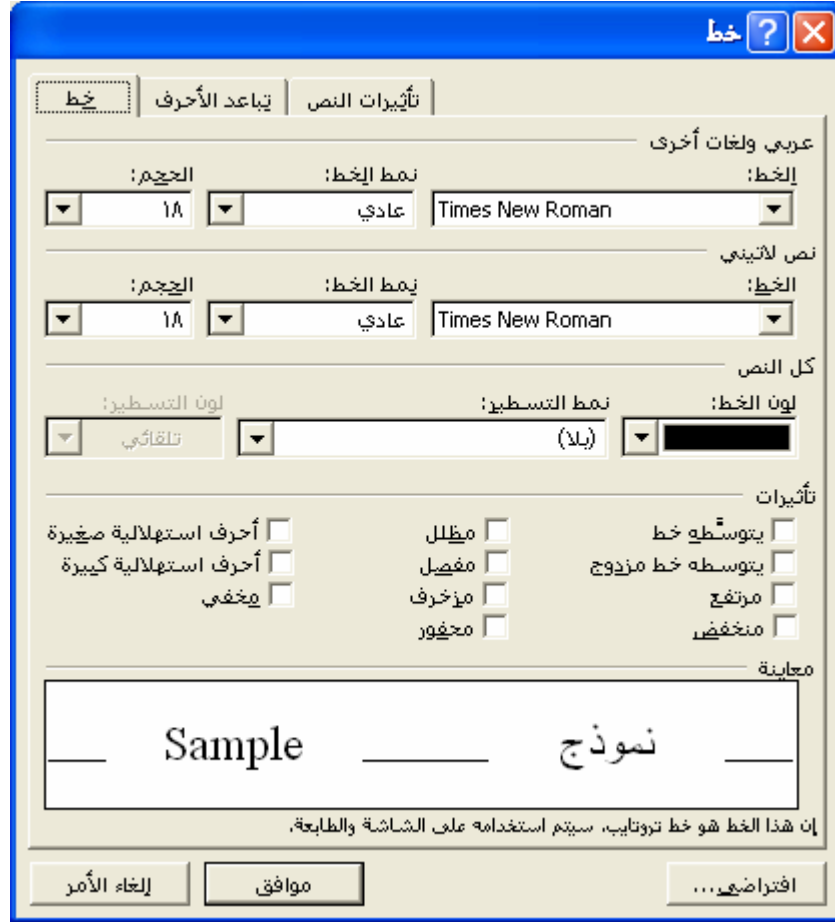 خط
خط تباعد الأحرف تأثيرات النص
عربي ولغات أخرى
الخط: نمط الخط: الحجم:
Times New Roman عادي ١٨
نص لاتيني
الخط: نمط الخط: الحجم:
Times New Roman عادي ١٨
كل النص
لون الخط: نمط التسطير: لون التسطير:
(بلا) تلقائي
تأثيرات
يتوسطه خط مظلل أحرف استهلالية صغيرة
يتوسطه خط مزدوج مفصل أحرف استهلالية كبيرة
مرتفع مزخرف مخفي
منخفض محفور
معاينة
نموذج Sample
إن هذا الخط هو خط تروتايب، سيتم استخدامه على الشاشة والطابعة.
افتراضي... موافق إلغاء الأمر